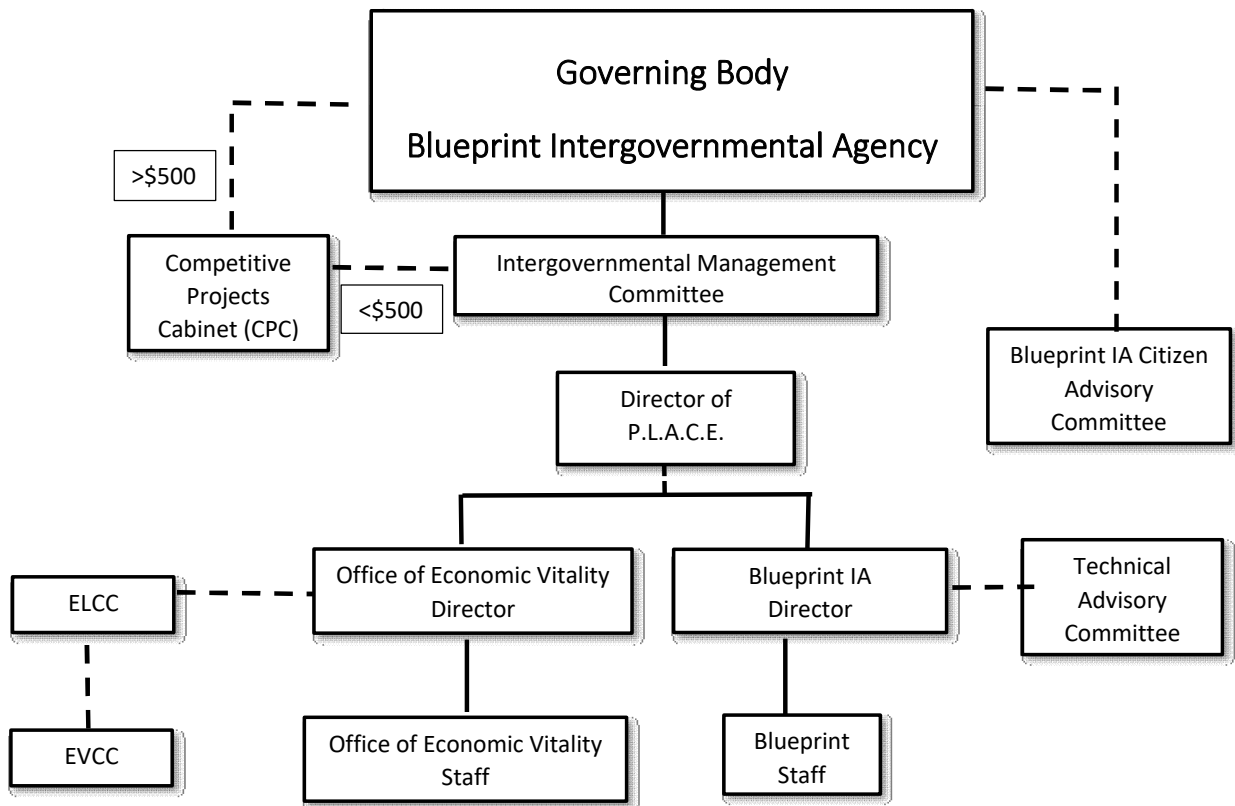 Governing Body
Blueprint Intergovernmental Agency
>$500
Competitive
Projects
Cabinet (CPC)
<$500
Intergovernmental Management
Committee
Blueprint IA Citizen
Advisory
Committee
Director of
P.L.A.C.E.
ELCC
Office of Economic Vitality
Director
Blueprint IA
Director
Technical
Advisory
Committee
EVCC
Office of Economic Vitality
Staff
Blueprint
Staff